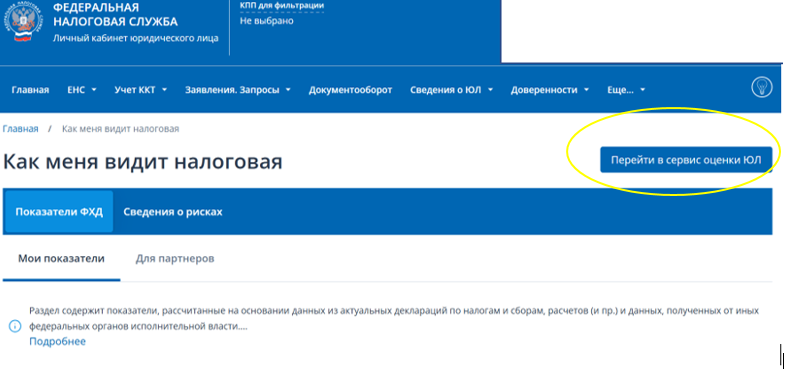 ФЕДЕРАЛЬНАЯ
НАЛОГОВАЯ СЛУЖБА
Личный кабинет юридического лица
КПП для фильтрации
Не выбрано
Главная ЕНС Учет ККТ Заявления. Запросы Документооборот Сведения о ЮЛ Доверенности Еще...
Главная / Как меня видит налоговая
Как меня видит налоговая
Перейти в сервис оценки ЮЛ
Показатели ФХД Сведения о рисках
Мои показатели Для партнеров
Раздел содержит показатели, рассчитанные на основании данных из актуальных деклараций по налогам и сборам, расчетов (и пр.) и данных, полученных от иных
федеральных органов исполнительной власти....
Подробнее